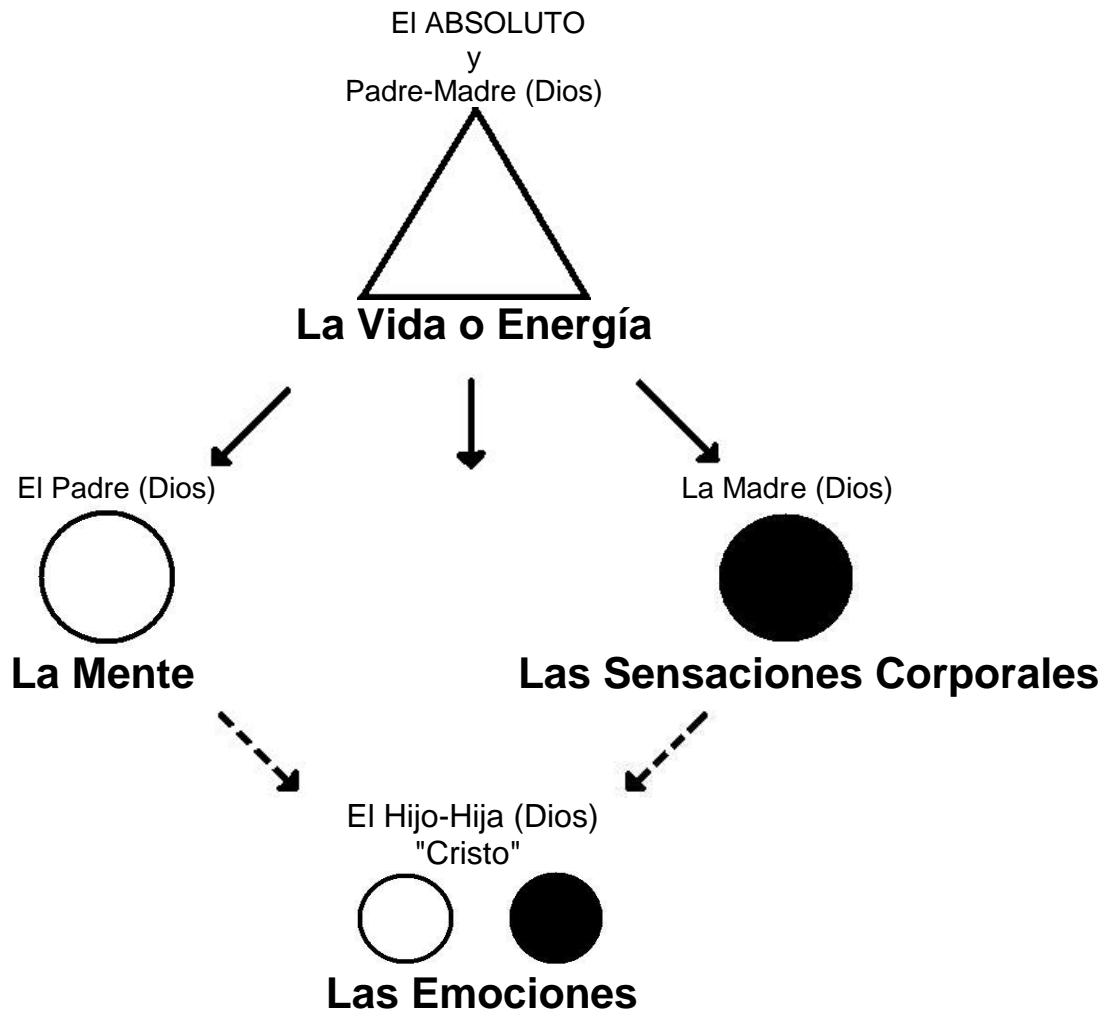 El ABSOLUTO
y
Padre-Madre (Dios)
La Vida o Energía
El Padre (Dios)
La Madre (Dios)
La Mente
Las Sensaciones Corporales
El Hijo-Hija (Dios)
"Cristo"
Las Emociones